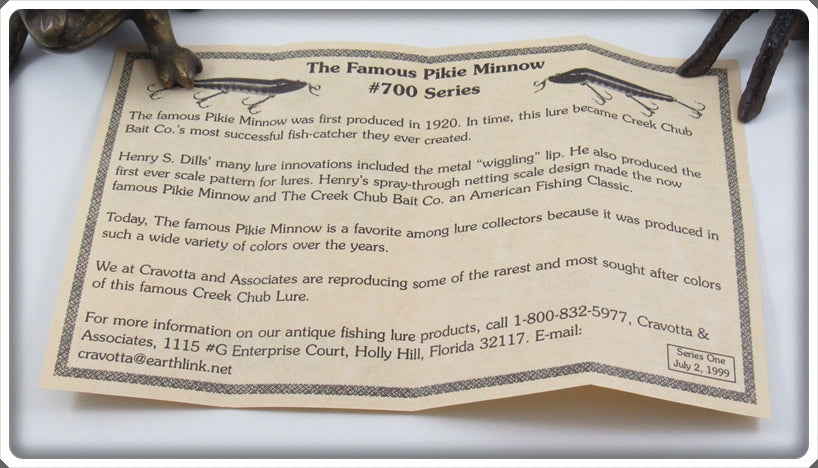 The Famous Pikie Minnow
#700 Series
The famous Pikie Minnow was first produced in 1920. In time, this lure became Creek Chub
Bait Co.'s most successful fish-catcher they ever created.
Henry S. Dills' many lure innovations included the metal "wiggling" lip. He also produced the
first ever scale pattern for lures. Henry's spray-through netting scale design made the now
famous Pikie Minnow and The Creek Chub Bait Co. an American Fishing Classic.
Today, The famous Pikie Minnow is a favorite among lure collectors because it was produced in
such a wide variety of colors over the years.
We at Cravotta and Associates are reproducing some of the rarest and most sought after colors
of this famous Creek Chub Lure.
For more information on our antique fishing lure products, call 1-800-832-5977, Cravotta &
Associates, 1115 #G Enterprise Court, Holly Hill, Florida 32117. E-mail:
cravotta@earthlink.net
Series One
July 2, 1999